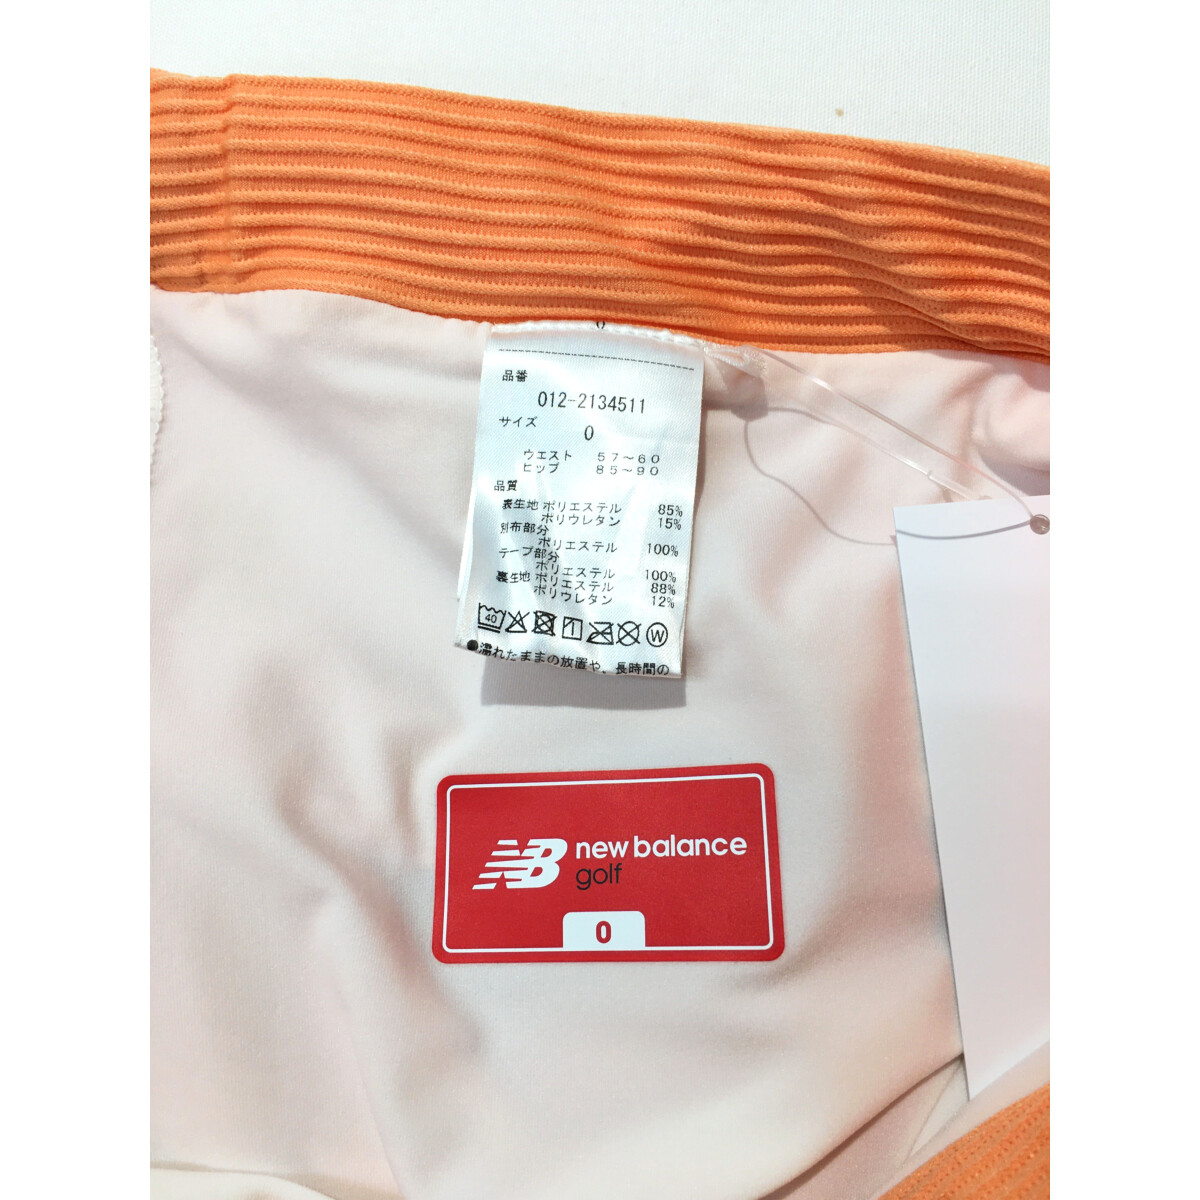 0
品番
012-2134511
サイズ
0
ウエスト 57~60
ヒップ 85~90
品質
表生地 ポリエステル 85%
ポリウレタン 15%
別布部分
ポリエステル 100%
テープ部分
ポリエステル 100%
裏生地 ポリエステル 88%
ポリウレタン 12%
40 W
●濡れたままの放置や、長時間の
NB new balance
golf
0